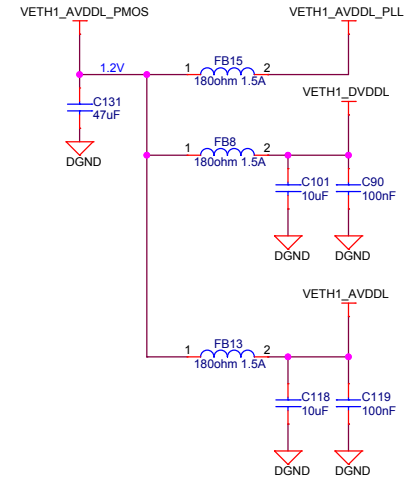 VETH1_AVDDL_PMOS
VETH1_AVDDL_PLL
1.2V
1 FB15 2
180ohm 1.5A
C131
47uF
DGND
VETH1_DVDDL
1 FB8 2
180ohm 1.5A
C101
10uF
C90
100nF
DGND
DGND
VETH1_AVDDL
1 FB13 2
180ohm 1.5A
C118
10uF
C119
100nF
DGND
DGND